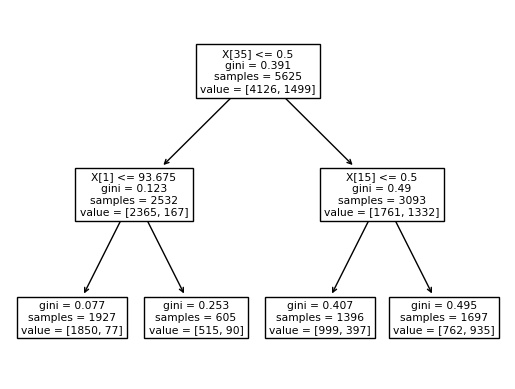 X[35] <= 0.5
gini = 0.391
samples = 5625
value = [4126, 1499]
X[1] <= 93.675
gini = 0.123
samples = 2532
value = [2365, 167]
X[15] <= 0.5
gini = 0.49
samples = 3093
value = [1761, 1332]
gini = 0.077
samples = 1927
value = [1850, 77]
gini = 0.253
samples = 605
value = [515, 90]
gini = 0.407
samples = 1396
value = [999, 397]
gini = 0.495
samples = 1697
value = [762, 935]